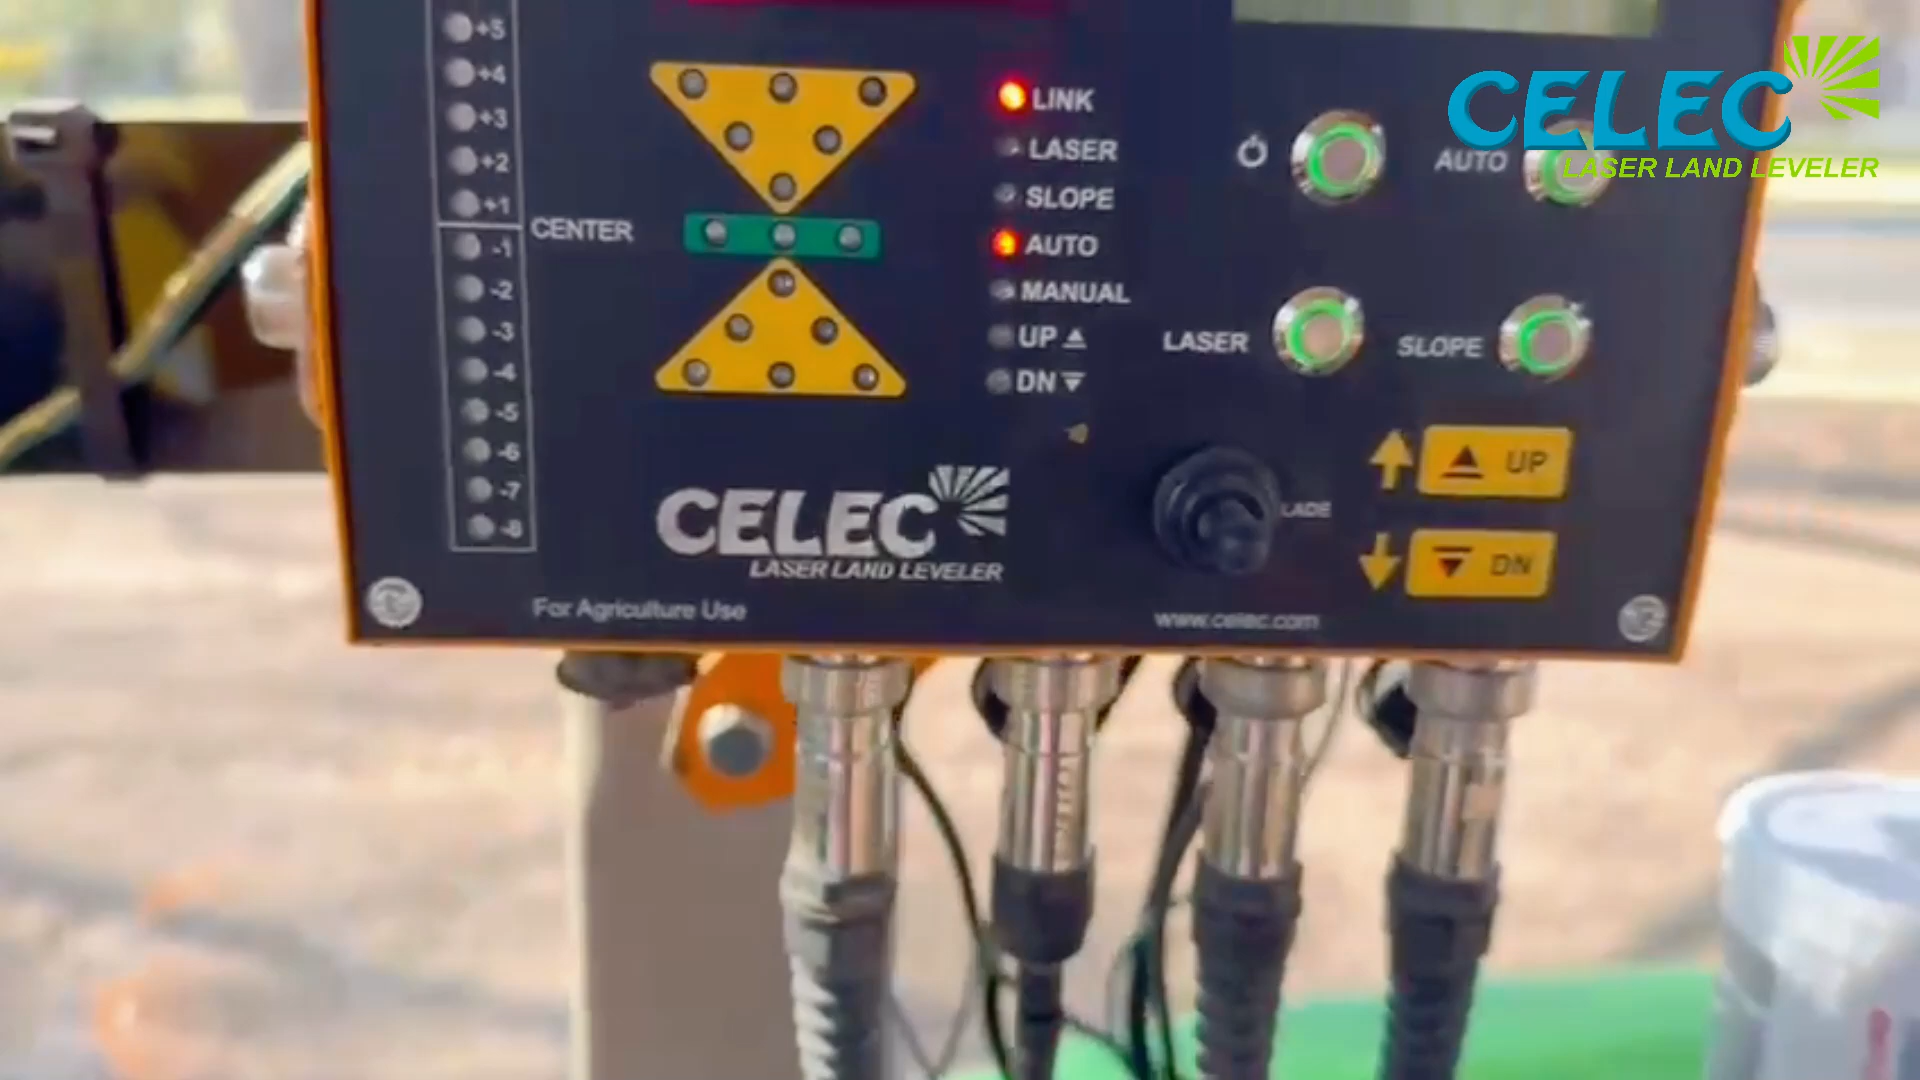 +5
+4
+3
+2
+1
-1
-2
-3
-4
-5
-6
-7
-8
CENTER
LINK
LASER
SLOPE
AUTO
MANUAL
UP
DN
AUTO
LASER
SLOPE
UP
DN
CELEC
LASER LAND LEVELER
For Agriculture Use
www.celec.com
CELEC
LASER LAND LEVELER